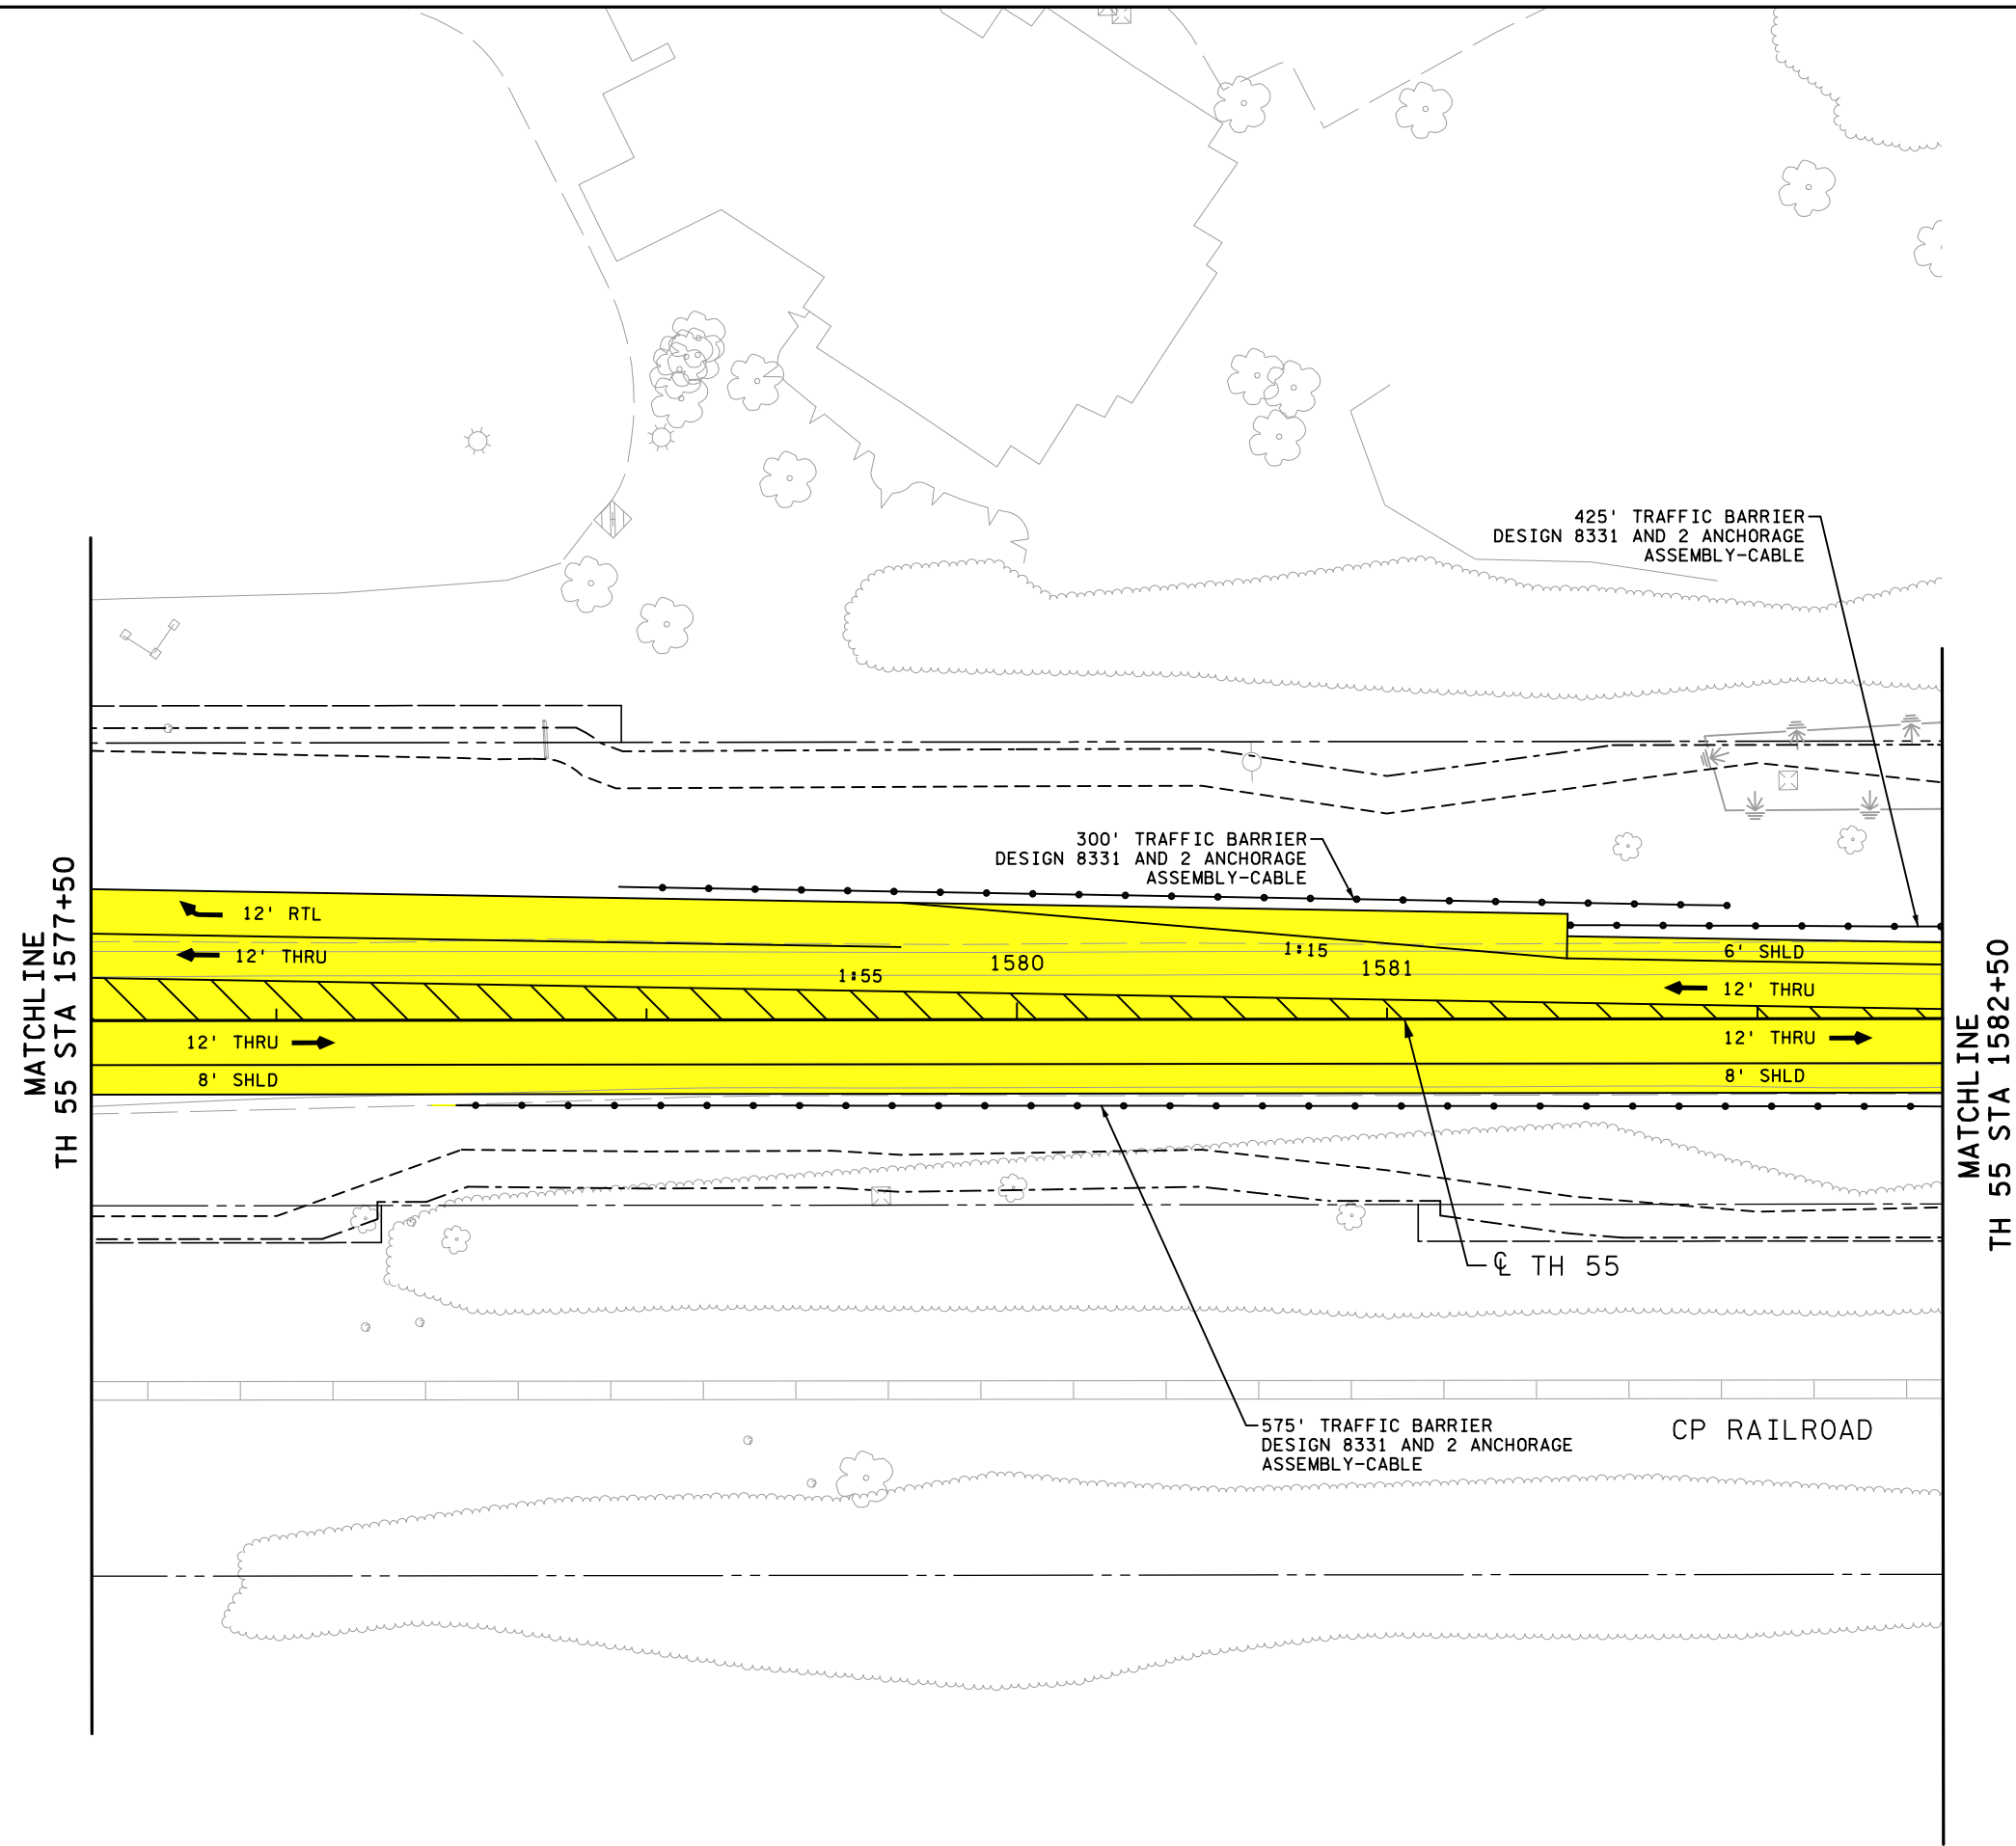 425' TRAFFIC BARRIER
DESIGN 8331 AND 2 ANCHORAGE
ASSEMBLY-CABLE
300' TRAFFIC BARRIER
DESIGN 8331 AND 2 ANCHORAGE
ASSEMBLY-CABLE
MATCHLINE
TH 55 STA 1577+50
12' RTL
12' THRU
1:55
1580
1:15
1581
6' SHLD
12' THRU
12' THRU
8' SHLD
12' THRU
8' SHLD
MATCHLINE
TH 55 STA 1582+50
℄ TH 55
575' TRAFFIC BARRIER
DESIGN 8331 AND 2 ANCHORAGE
ASSEMBLY-CABLE
CP RAILROAD